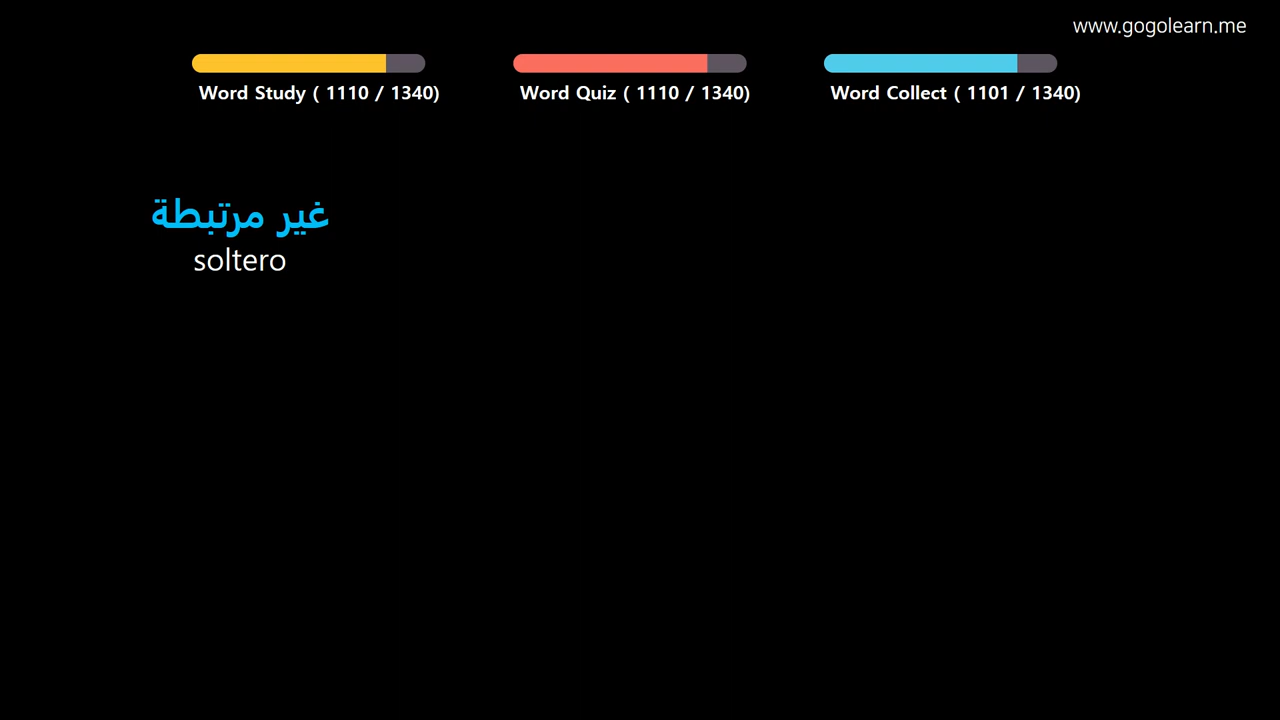 www.gogolearn.me
Word Study ( 1110 / 1340)
Word Quiz ( 1110 / 1340)
Word Collect ( 1101 / 1340)
غير مرتبطة
soltero